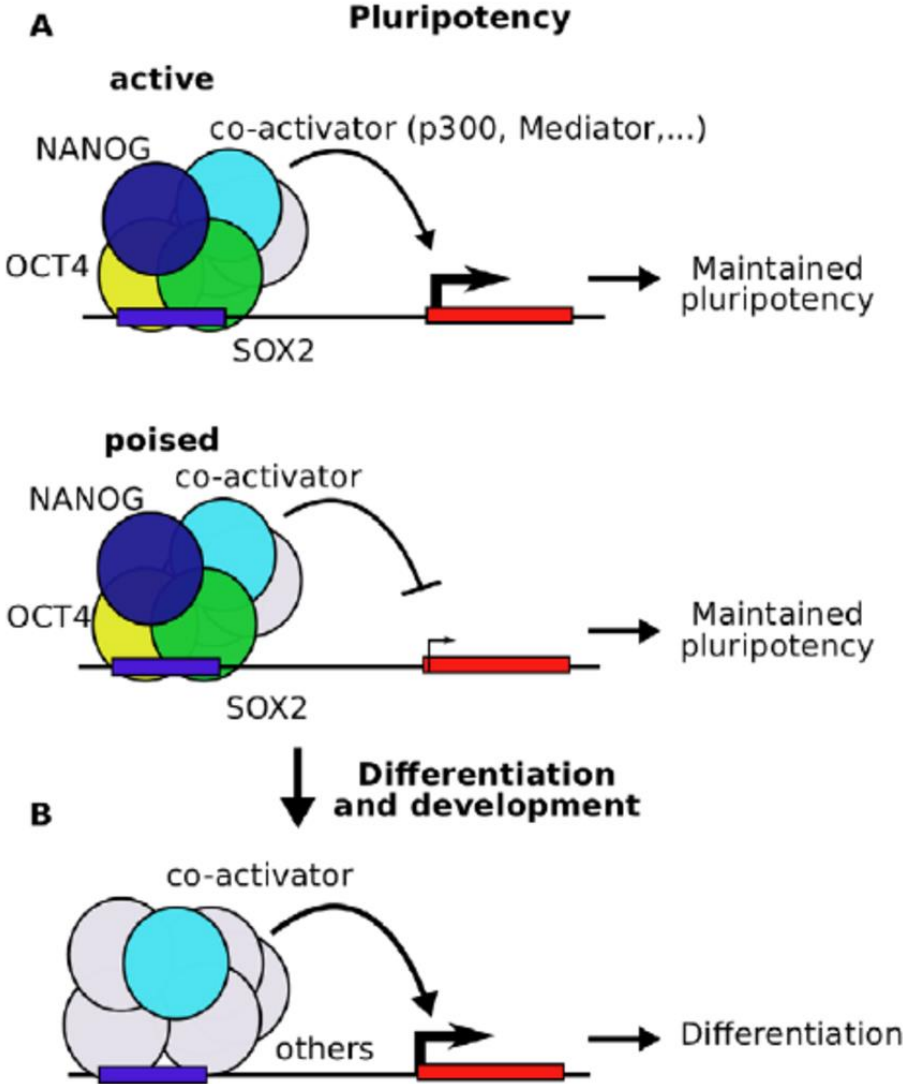 A
Pluripotency
active
co-activator (p300, Mediator,...)
NANOG
OCT4
Maintained
pluripotency
SOX2
poised
co-activator
NANOG
OCT4
Maintained
pluripotency
SOX2
Differentiation
and development
B
co-activator
others
Differentiation